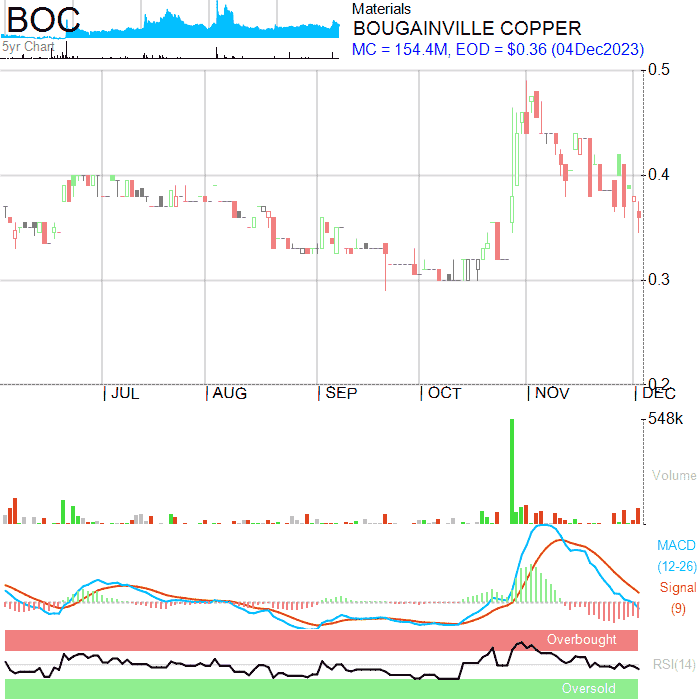 BOC
5yr Chart
Materials
BOUGAINVILLE COPPER
MC = 154.4M, EOD = $0.36 (04Dec2023)
0.5
0.4
0.3
0.2
JUL AUG SEP OCT NOV DEC
548k
Volume
MACD
(12-26)
Signal
(9)
Overbought
RSI(14)
Oversold